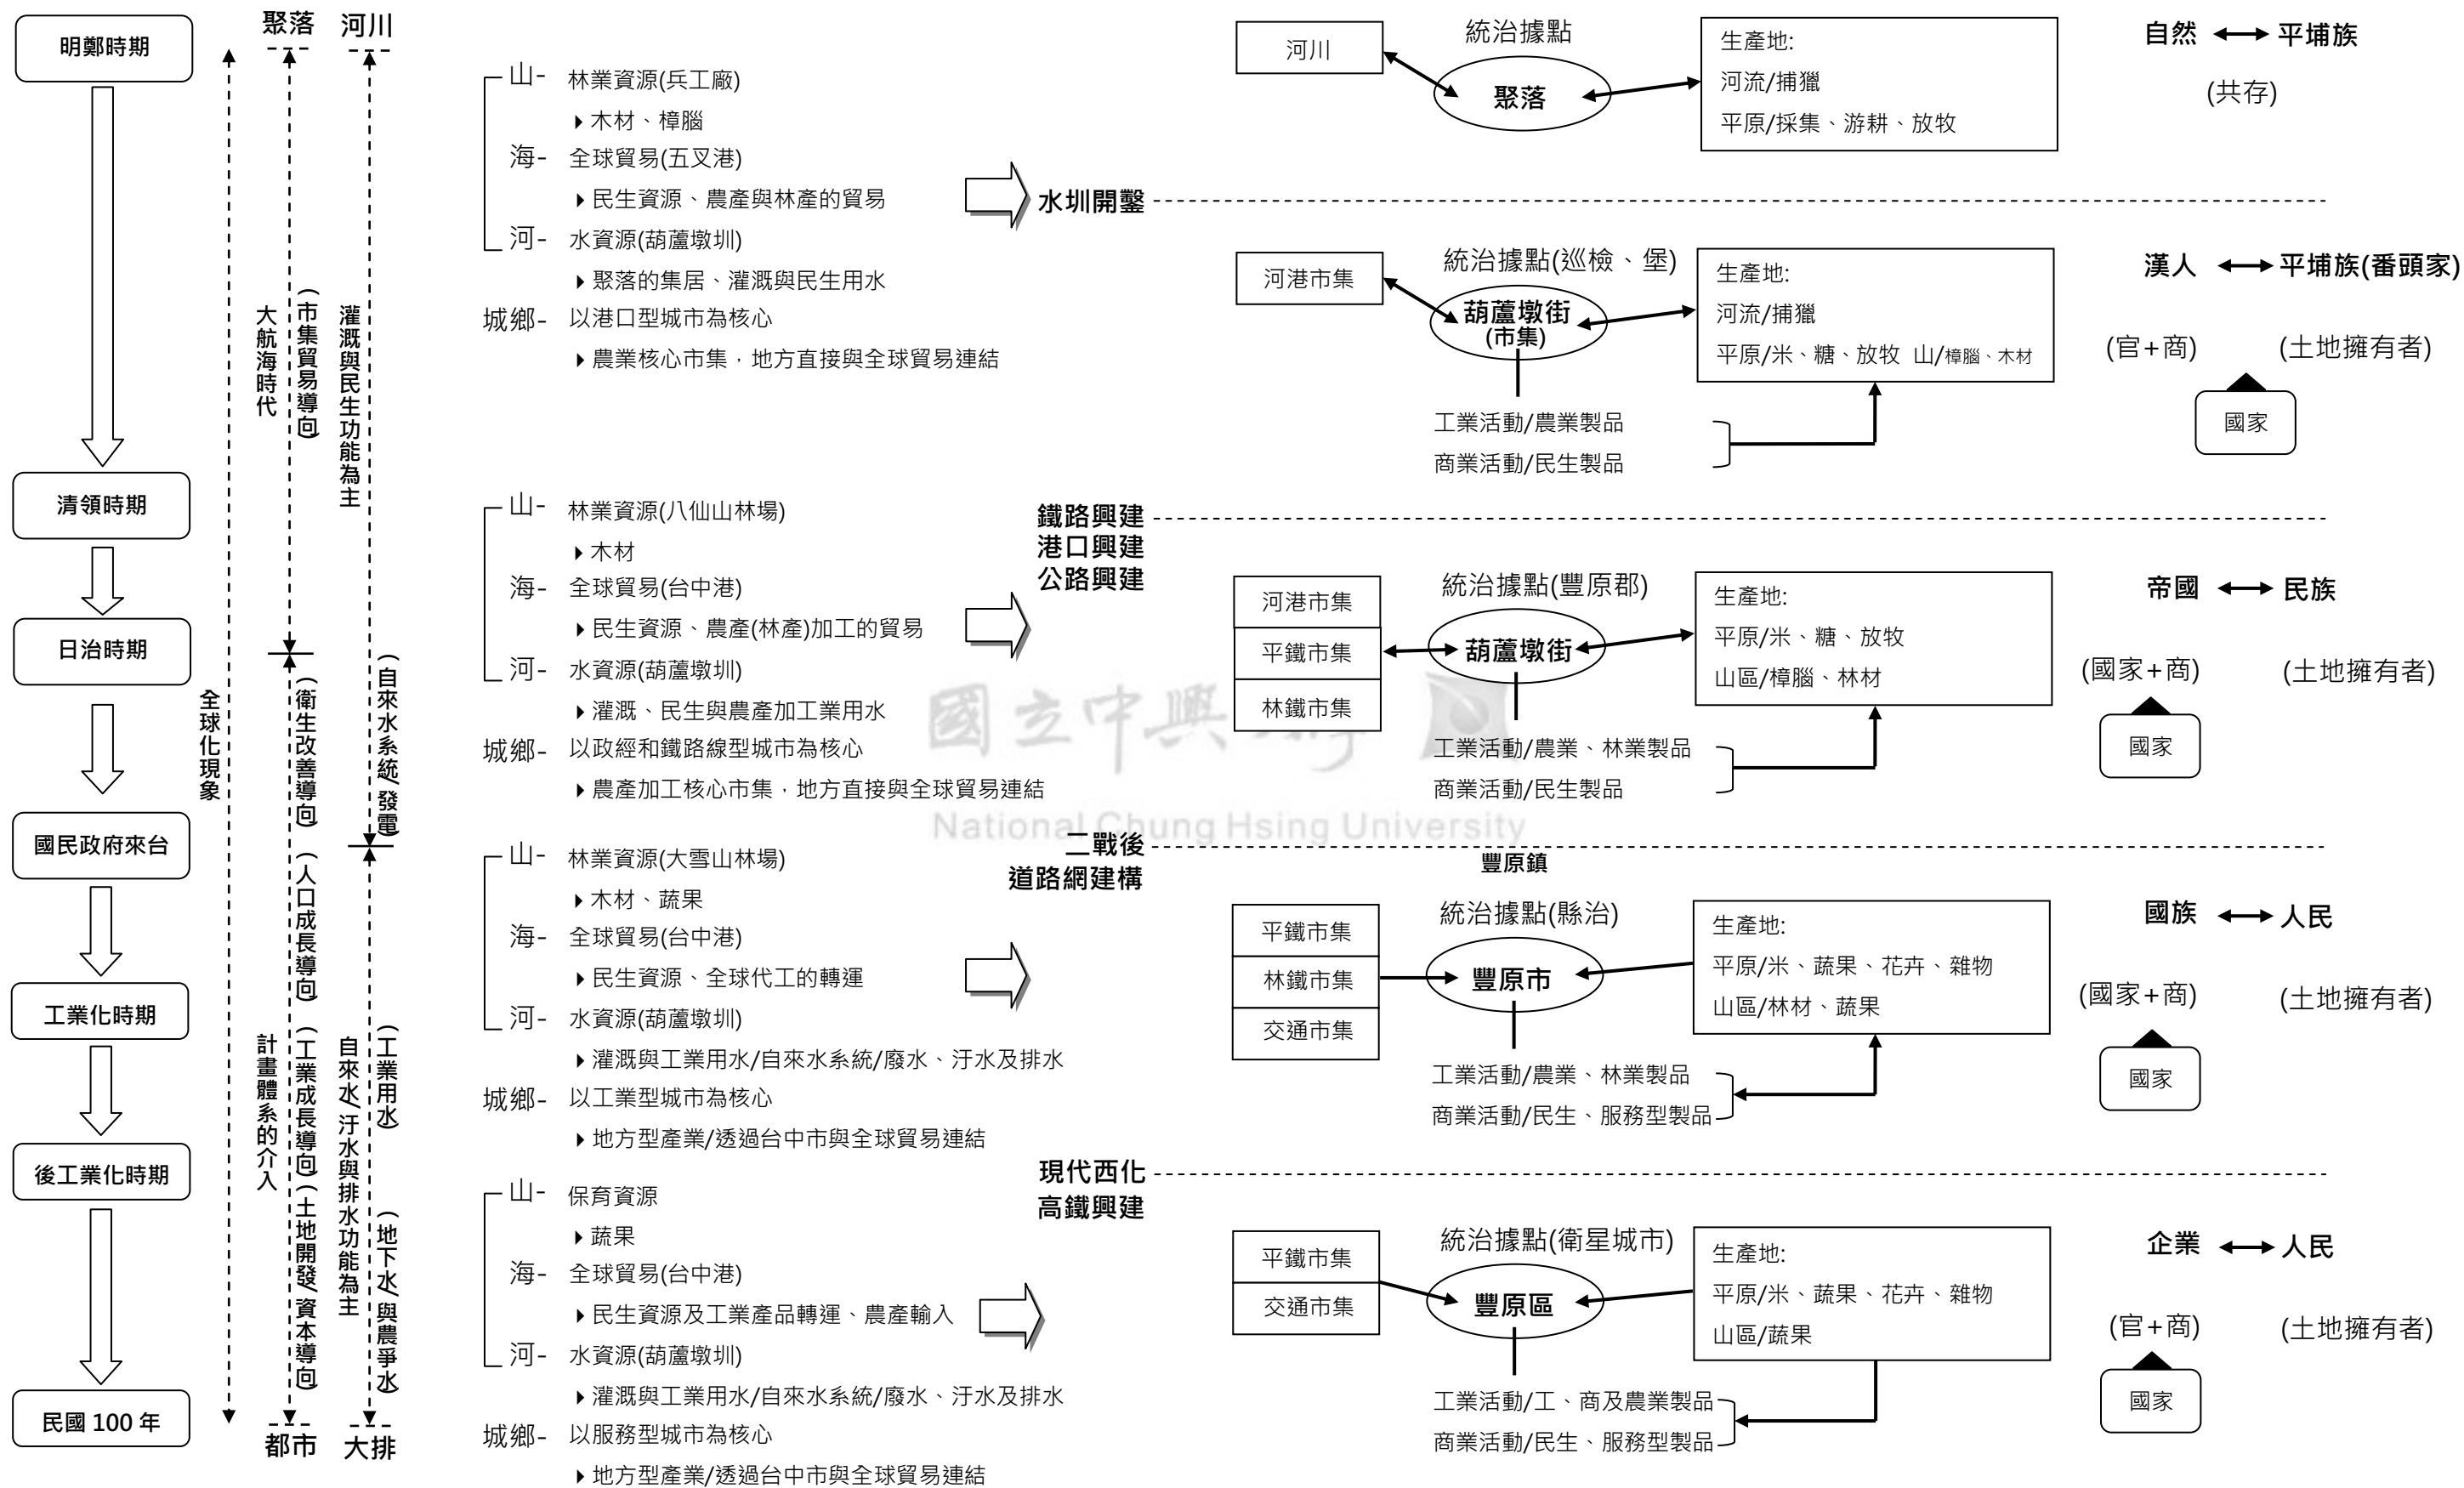 明鄭時期
清領時期
日治時期
國民政府來台
工業化時期
後工業化時期
民國 100 年
全球化現象
聚落
大航海時代
(市集貿易導向)
計畫體系的介入
(衛生改善導向)
(人口成長導向)
(工業成長導向)
(土地開發/資本導向)
都市
河川
灌溉與民生功能為主
(自來水系統/發電)
自來水/汙水與排水功能為主
(工業用水)
(地下水/與農爭水)
大排
山- 林業資源(兵工廠)
木材、樟腦
海- 全球貿易(五叉港)
民生資源、農產與林產的貿易
河- 水資源(葫蘆墩圳)
聚落的集居、灌溉與民生用水
城鄉- 以港口型城市為核心
農業核心市集，地方直接與全球貿易連結
山- 林業資源(八仙山林場)
木材
海- 全球貿易(台中港)
民生資源、農產(林產)加工的貿易
河- 水資源(葫蘆墩圳)
灌溉、民生與農產加工業用水
城鄉- 以政經和鐵路線型城市為核心
農產加工核心市集，地方直接與全球貿易連結
山- 林業資源(大雪山林場)
木材、蔬果
海- 全球貿易(台中港)
民生資源、全球代工的轉運
河- 水資源(葫蘆墩圳)
灌溉與工業用水/自來水系統/廢水、汙水及排水
城鄉- 以工業型城市為核心
地方型產業/透過台中市與全球貿易連結
山- 保育資源
蔬果
海- 全球貿易(台中港)
民生資源及工業產品轉運、農產輸入
河- 水資源(葫蘆墩圳)
灌溉與工業用水/自來水系統/廢水、汙水及排水
城鄉- 以服務型城市為核心
地方型產業/透過台中市與全球貿易連結
河川
統治據點
聚落
生產地:
河流/捕獵
平原/採集、游耕、放牧
自然 平埔族
(共存)
水圳開鑿
河港市集
統治據點(巡檢、堡)
葫蘆墩街
(市集)
生產地:
河流/捕獵
平原/米、糖、放牧 山/樟腦、木材
工業活動/農業製品
商業活動/民生製品
漢人 平埔族(番頭家)
(官+商) (土地擁有者)
國家
鐵路興建
港口興建
公路興建
河港市集
平鐵市集
林鐵市集
統治據點(豐原郡)
葫蘆墩街
生產地:
平原/米、糖、放牧
山區/樟腦、林材
工業活動/農業、林業製品
商業活動/民生製品
帝國 民族
(國家+商) (土地擁有者)
國家
國立中興大學
National Chung Hsing University
二戰後
道路網建構
豐原鎮
平鐵市集
林鐵市集
交通市集
統治據點(縣治)
豐原市
生產地:
平原/米、蔬果、花卉、雜物
山區/林材、蔬果
工業活動/農業、林業製品
商業活動/民生、服務型製品
國族 人民
(國家+商) (土地擁有者)
國家
現代西化
高鐵興建
平鐵市集
交通市集
統治據點(衛星城市)
豐原區
生產地:
平原/米、蔬果、花卉、雜物
山區/蔬果
工業活動/工、商及農業製品
商業活動/民生、服務型製品
企業 人民
(官+商) (土地擁有者)
國家